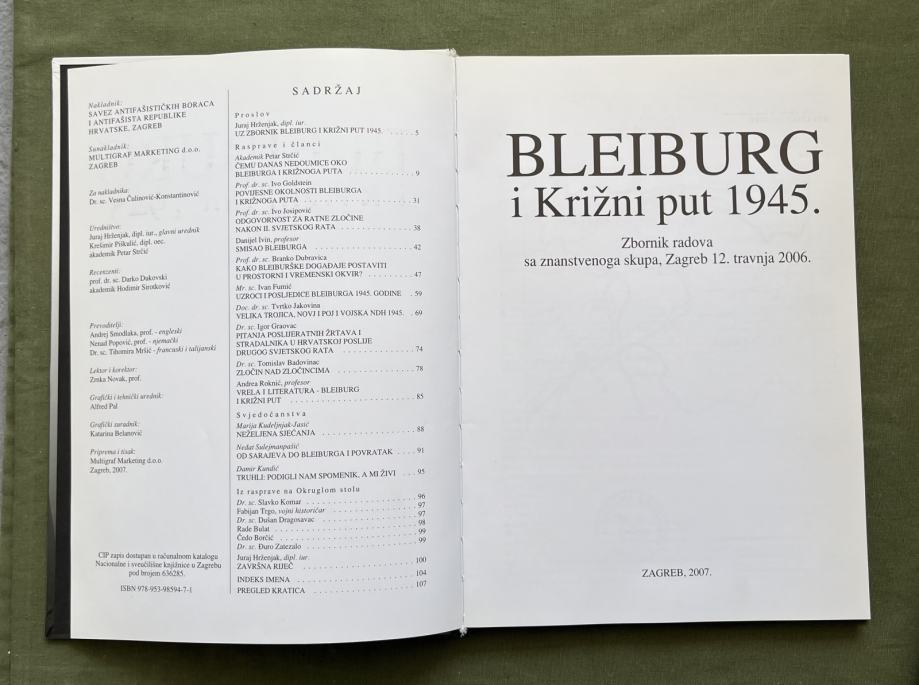 Nakladnik:
SAVEZ ANTIFAŠISTIČKIH BORACA
I ANTIFAŠISTA REPUBLIKE
HRVATSKE, ZAGREB
Sunakladnik:
MULTIGRAF MARKETING d.o.o.
ZAGREB
Za nakladnika:
Dr. sc. Vesna Čulinović-Konstantinović
Uredništvo:
Juraj Hrženjak, dipl. iur., glavni urednik
Krešimir Piškulić, dipl. oec.
akademik Petar Strčić
Recenzenti:
prof. dr. sc. Darko Dukovski
akademik Hodimir Sirotković
Prevoditelji:
Andrej Smodlaka, prof. - engleski
Nenad Popović, prof. - njemački
Dr. sc. Tihomira Mršić - francuski i talijanski
Lektor i korektor:
Zrnka Novak, prof.
Grafički i tehnički urednik:
Alfred Pal
Grafički suradnik:
Katarina Belanović
Priprema i tisak:
Multigraf Marketing d.o.o.
Zagreb, 2007.
CIP zapis dostupan u računalnom katalogu
Nacionalne i sveučilišne knjižnice u Zagrebu
pod brojem 636285.
ISBN 978-953-98594-7-1
SADRŽAJ
Proslov
Juraj Hrženjak, dipl. iur.
UZ ZBORNIK BLEIBURG I KRIŽNI PUT 1945. . . . . . 5
Rasprave i članci
Akademik Petar Strčić
ČEMU DANAS NEDOUMICE OKO
BLEIBURGA I KRIŽNOGA PUTA . . . . . . . . . . 9
Prof. dr. sc. Ivo Goldstein
POVIJESNE OKOLNOSTI BLEIBURGA
I KRIŽNOGA PUTA . . . . . . . . . . 31
Prof. dr. sc. Ivo Josipović
ODGOVORNOST ZA RATNE ZLOČINE
NAKON II. SVJETSKOG RATA . . . . . . . . . . 38
Danijel Ivin, profesor
SMISAO BLEIBURGA . . . . . . . . . . 42
Prof. dr. sc. Branko Dubravica
KAKO BLEIBURŠKE DOGAĐAJE POSTAVITI
U PROSTORNI I VREMENSKI OKVIR? . . . . . . . 47
Mr. sc. Ivan Fumić
UZROCI I POSLJEDICE BLEIBURGA 1945. GODINE . 59
Doc. dr. sc. Tvrtko Jakovina
VELIKA TROJICA, NOVJ I POJ I VOJSKA NDH 1945. . 69
Dr. sc. Igor Graovac
PITANJA POSLIJERATNIH ŽRTAVA I
STRADALNIKA U HRVATSKOJ POSLIJE
DRUGOG SVJETSKOG RATA . . . . . . . . . . 74
Dr. sc. Tomislav Badovinac
ZLOČIN NAD ZLOČINCIMA . . . . . . . . . . 78
Andrea Roknić, profesor
VRELA I LITERATURA - BLEIBURG
I KRIŽNI PUT . . . . . . . . . . 85
Svjedočanstva
Marija Kudeljnjak-Jasić
NEŽELJENA SJEĆANJA . . . . . . . . . . 88
Nedat Sulejmanpašić
OD SARAJEVA DO BLEIBURGA I POVRATAK . . . . 91
Damir Kundić
TRUHLI: PODIGLI NAM SPOMENIK, A MI ŽIVI . . . 95
Iz rasprave na Okruglom stolu
Dr. sc. Slavko Komar . . . . . . . . . . 96
Fabijan Trgo, vojni historičar . . . . . . . . . . 97
Dr. sc. Dušan Dragosavac . . . . . . . . . . 97
Rade Bulat . . . . . . . . . . 98
Čedo Borčić . . . . . . . . . . 99
Dr. sc. Đuro Zatezalo . . . . . . . . . . 99
Juraj Hrženjak, dipl. iur.
ZAVRŠNA RIJEČ . . . . . . . . . . 100
INDEKS IMENA . . . . . . . . . . 104
PREGLED KRATICA . . . . . . . . . . 107
BLEIBURG
i Križni put 1945.
Zbornik radova
sa znanstvenoga skupa, Zagreb 12. travnja 2006.
ZAGREB, 2007.